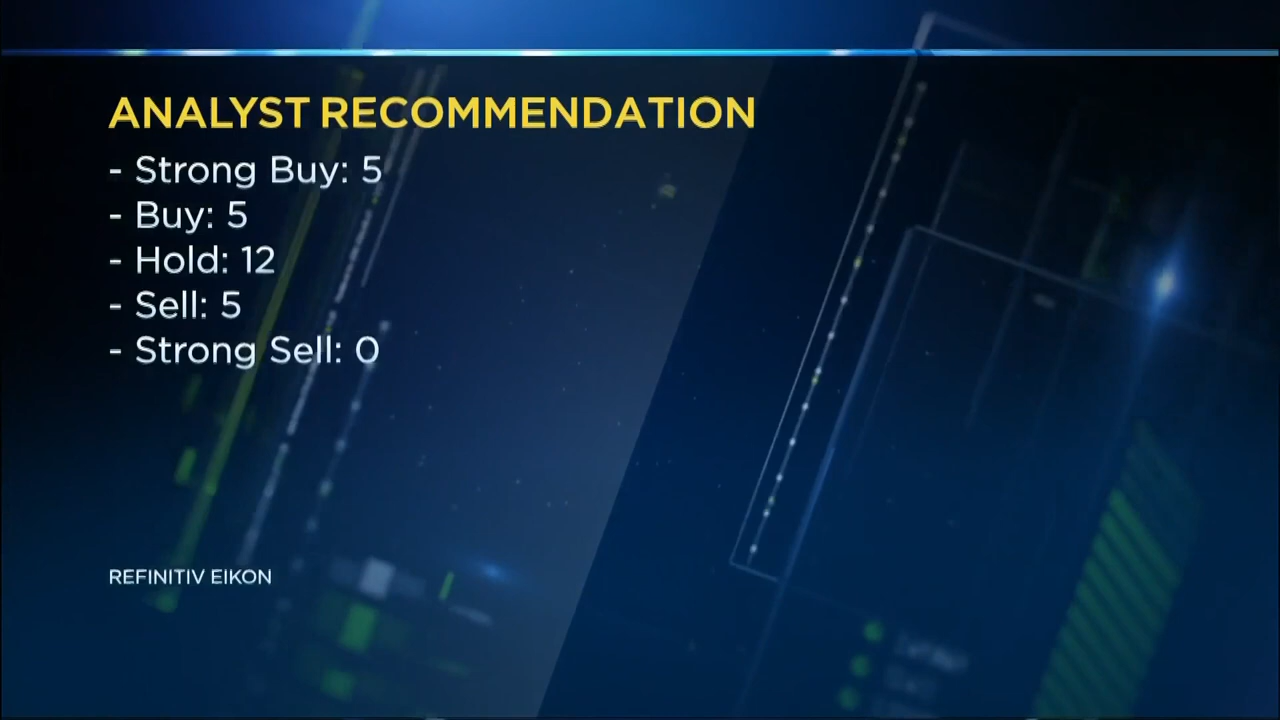 ANALYST RECOMMENDATION
- Strong Buy: 5
- Buy: 5
- Hold: 12
- Sell: 5
- Strong Sell: 0
REFINITIV EIKON